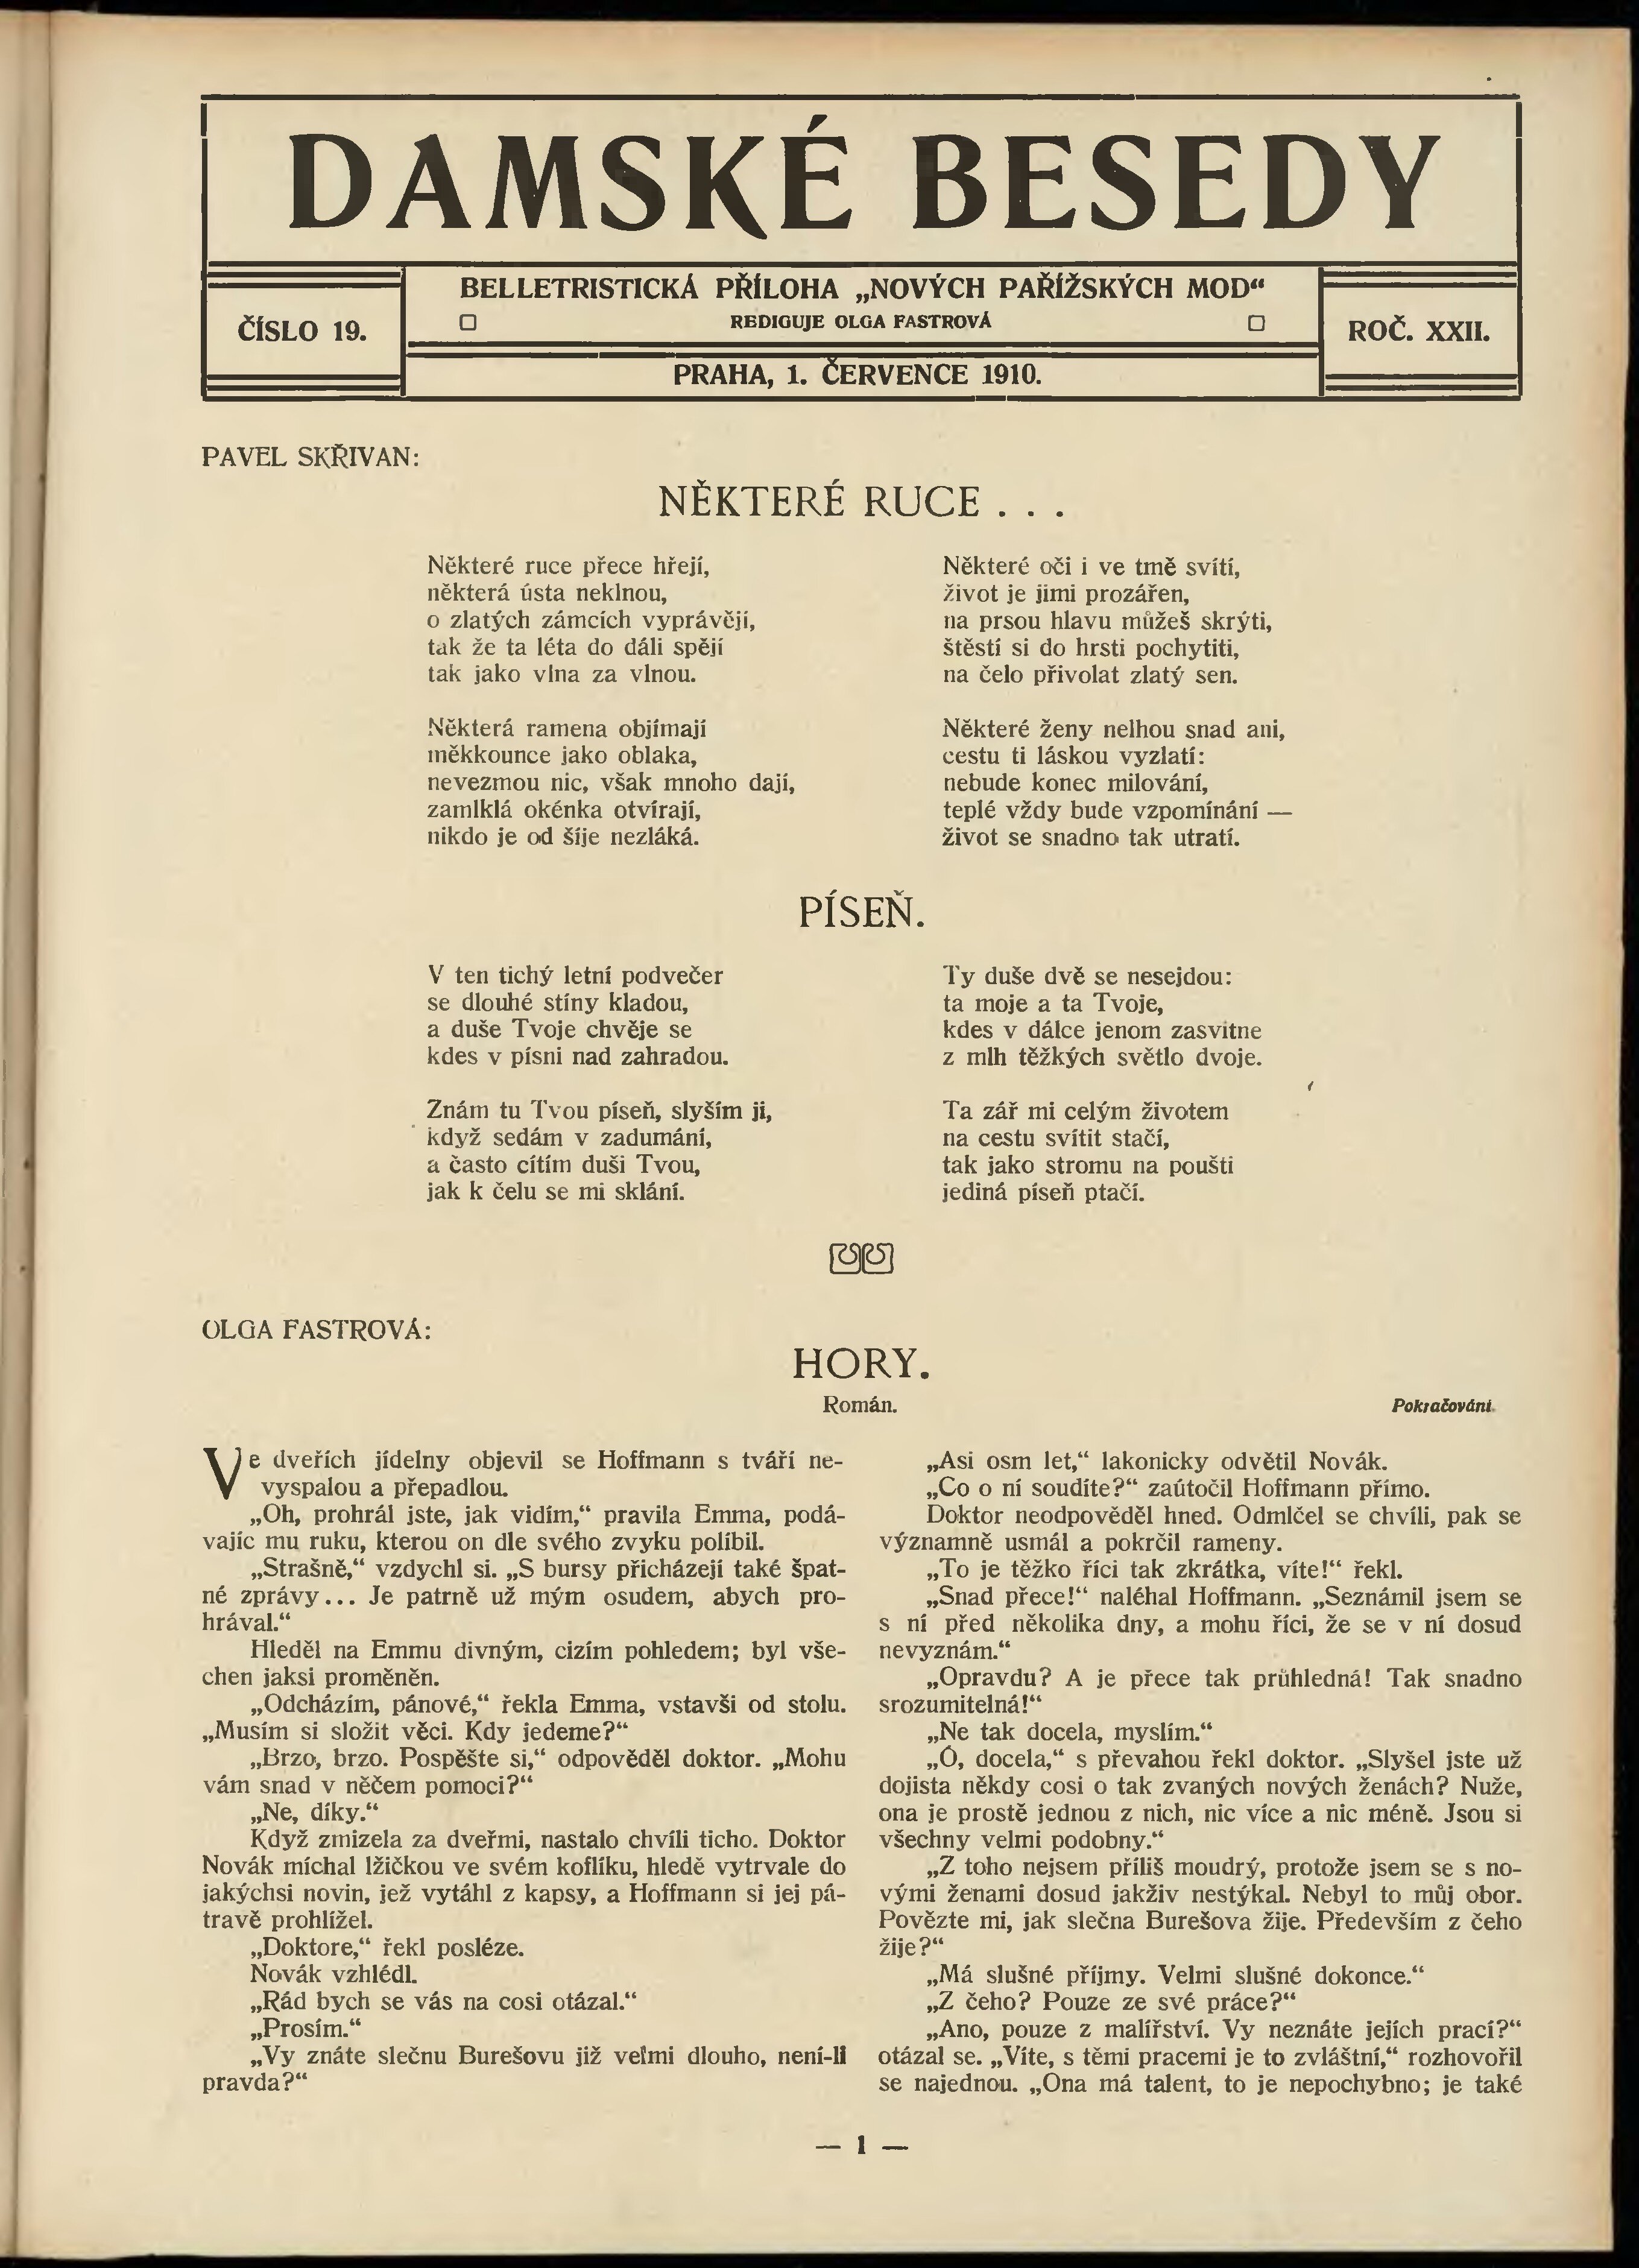 DAMSKÉ BESEDY
ČÍSLO 19.
BELLETRISTICKÁ PŘÍLOHA „NOVÝCH PAŘÍŽSKÝCH MOD“
REDIGUJE OLGA FASTROVÁ
PRAHA, 1. ČERVENCE 1910.
ROČ. XXII.
PAVEL SKŘIVAN:
NĚKTERÉ RUCE . . .
Některé ruce přece hřejí,
některá ústa neklnou,
o zlatých zámcích vyprávějí,
tak že ta léta do dáli spějí
tak jako vlna za vlnou.
Některá ramena objímají
měkkounce jako oblaka,
nevezmou nic, však mnoho dají,
zamlklá okénka otvírají,
nikdo je od šíje nezláká.
Některé oči i ve tmě svítí,
život je jimi prozářen,
na prsou hlavu můžeš skrýti,
štěstí si do hrsti pochytiti,
na čelo přivolat zlatý sen.
Některé ženy nelhou snad ani,
cestu ti láskou vyzlatí:
nebude konec milování,
teplé vždy bude vzpomínání —
život se snadno tak utratí.
PÍSEŇ.
V ten tichý letní podvečer
se dlouhé stíny kladou,
a duše Tvoje chvěje se
kdes v písni nad zahradou.
Znám tu Tvou píseň, slyším ji,
když sedám v zadumání,
a často cítím duši Tvou,
jak k čelu se mi sklání.
Ty duše dvě se nesejdou:
ta moje a ta Tvoje,
kdes v dálce jenom zasvitne
z mlh těžkých světlo dvoje.
Ta zář mi celým životem
na cestu svítit stačí,
tak jako stromu na poušti
jediná píseň ptačí.
OLGA FASTROVÁ:
HORY.
Román.
Pokračování.
Ve dveřích jídelny objevil se Hoffmann s tváří ne-
vyspalou a přepadlou.
„Oh, prohrál jste, jak vidím,“ pravila Emma, podá-
vajíc mu ruku, kterou on dle svého zvyku políbil.
„Strašně,“ vzdychl si. „S bursy přicházejí také špat-
né zprávy... Je patrně už mým osudem, abych pro-
hrával.“
Hleděl na Emmu divným, cizím pohledem; byl vše-
chen jaksi proměněn.
„Odcházím, pánové,“ řekla Emma, vstavši od stolu.
„Musím si složit věci. Kdy jedeme?“
„Brzo, brzo. Pospěšte si,“ odpověděl doktor. „Mohu
vám snad v něčem pomoci?“
„Ne, díky.“
Když zmizela za dveřmi, nastalo chvíli ticho. Doktor
Novák míchal lžičkou ve svém koflíku, hledě vytrvale do
jakýchsi novin, jež vytáhl z kapsy, a Hoffmann si jej pá-
travě prohlížel.
„Doktore,“ řekl posléze.
Novák vzhlédl.
„Rád bych se vás na cosi otázal.“
„Prosím.“
„Vy znáte slečnu Burešovu již velmi dlouho, není-li
pravda?“
„Asi osm let,“ lakonicky odvětil Novák.
„Co o ní soudíte?“ zaútočil Hoffmann přímo.
Doktor neodpověděl hned. Odmlčel se chvíli, pak se
významně usmál a pokrčil rameny.
„To je těžko říci tak zkrátka, víte!“ řekl.
„Snad přece!“ naléhal Hoffmann. „Seznámil jsem se
s ní před několika dny, a mohu říci, že se v ní dosud
nevyznám.“
„Opravdu? A je přece tak průhledná! Tak snadno
srozumitelná!“
„Ne tak docela, myslím.“
„Ó, docela,“ s převahou řekl doktor. „Slyšel jste už
dojista někdy cosi o tak zvaných nových ženách? Nuže,
ona je prostě jednou z nich, nic více a nic méně. Jsou si
všechny velmi podobny.“
„Z toho nejsem příliš moudrý, protože jsem se s no-
vými ženami dosud jakživ nestýkal. Nebyl to můj obor.
Povězte mi, jak slečna Burešova žije. Především z čeho
žije?“
„Má slušné příjmy. Velmi slušné dokonce.“
„Z čeho? Pouze ze své práce?“
„Ano, pouze z malířství. Vy neznáte jejích prací?“
otázal se. „Víte, s těmi pracemi je to zvláštní,“ rozhovořil
se najednou. „Ona má talent, to je nepochybno; je také
— 1 —